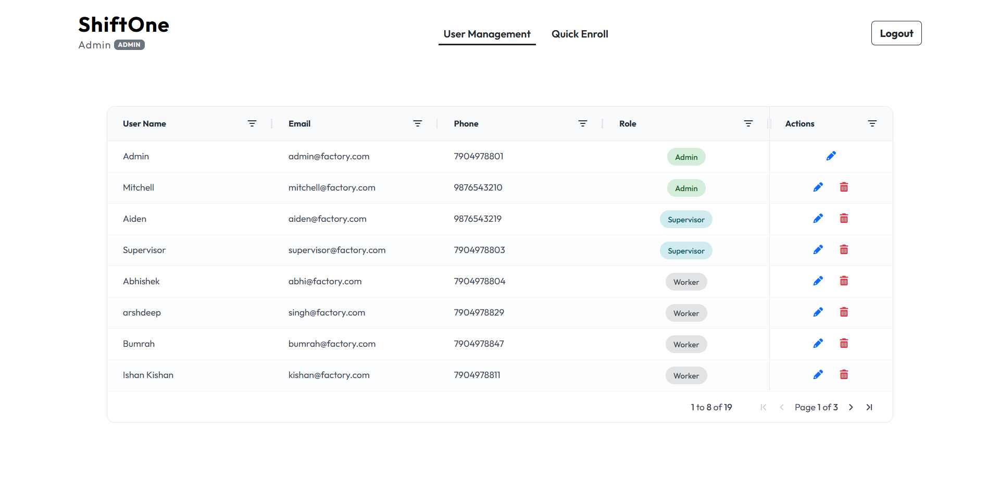 ShiftOne
Admin ADMIN
User Management Quick Enroll
Logout
User Name Email Phone Role Actions
Admin admin@factory.com 7904978801 Admin
Mitchell mitchell@factory.com 9876543210 Admin
Aiden aiden@factory.com 9876543219 Supervisor
Supervisor supervisor@factory.com 7904978803 Supervisor
Abhishek abhi@factory.com 7904978804 Worker
arshdeep singh@factory.com 7904978829 Worker
Bumrah bumrah@factory.com 7904978847 Worker
Ishan Kishan kishan@factory.com 7904978811 Worker
1 to 8 of 19 Page 1 of 3